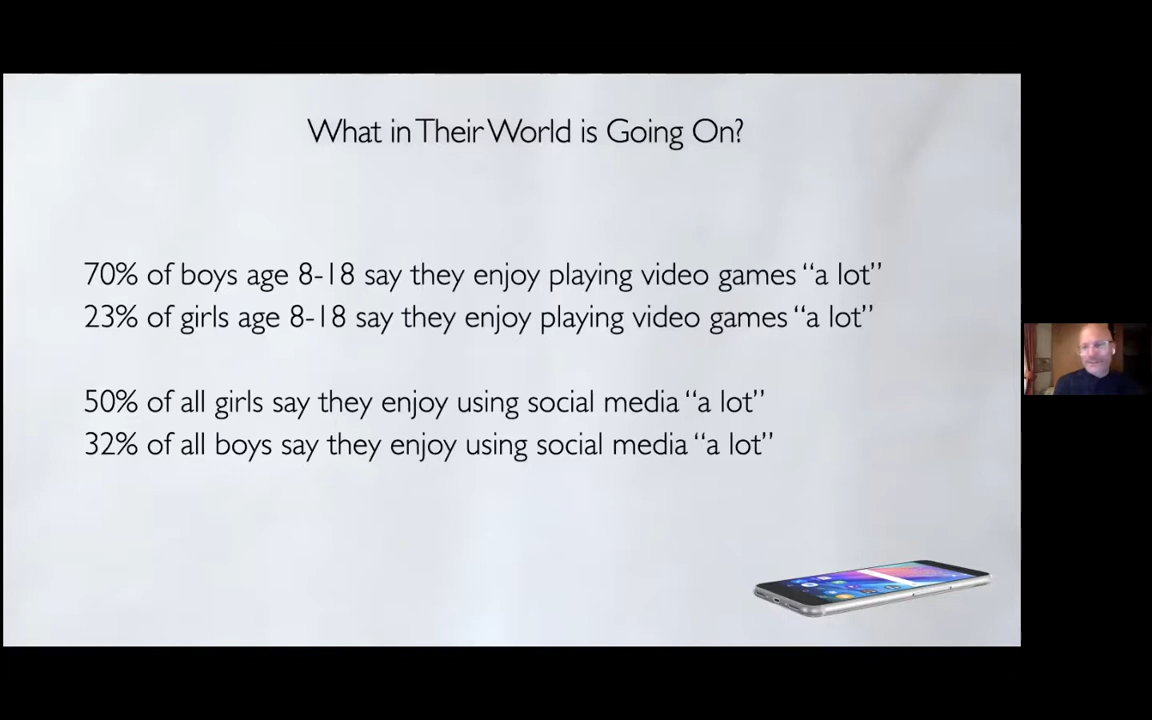 What in Their World is Going On?
70% of boys age 8-18 say they enjoy playing video games “a lot”
23% of girls age 8-18 say they enjoy playing video games “a lot”
50% of all girls say they enjoy using social media “a lot”
32% of all boys say they enjoy using social media “a lot”